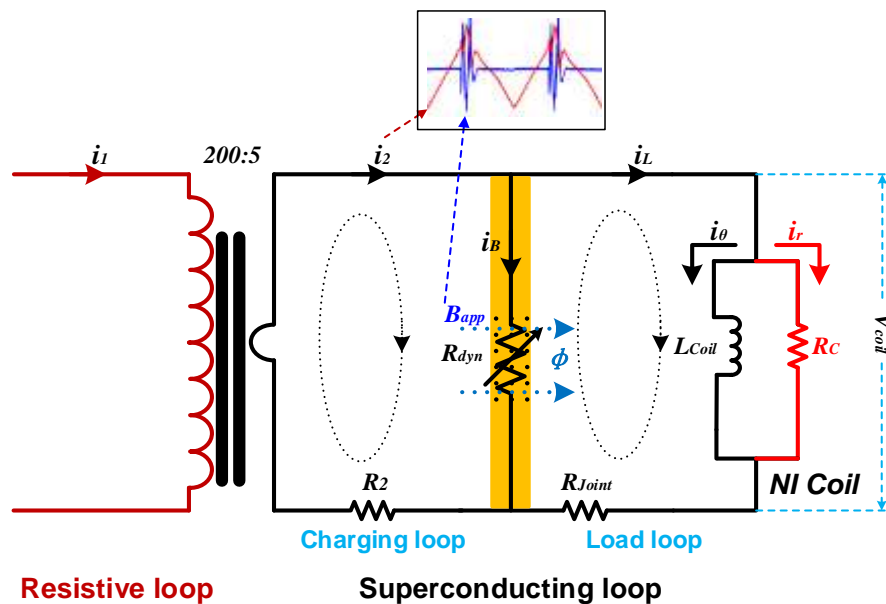 i1
200:5
i2
iL
iB
iθ
ir
Bapp
Rdyn
Φ
LCoil
RC
Vcoil
R2
RJoint
NI Coil
Charging loop
Load loop
Resistive loop
Superconducting loop